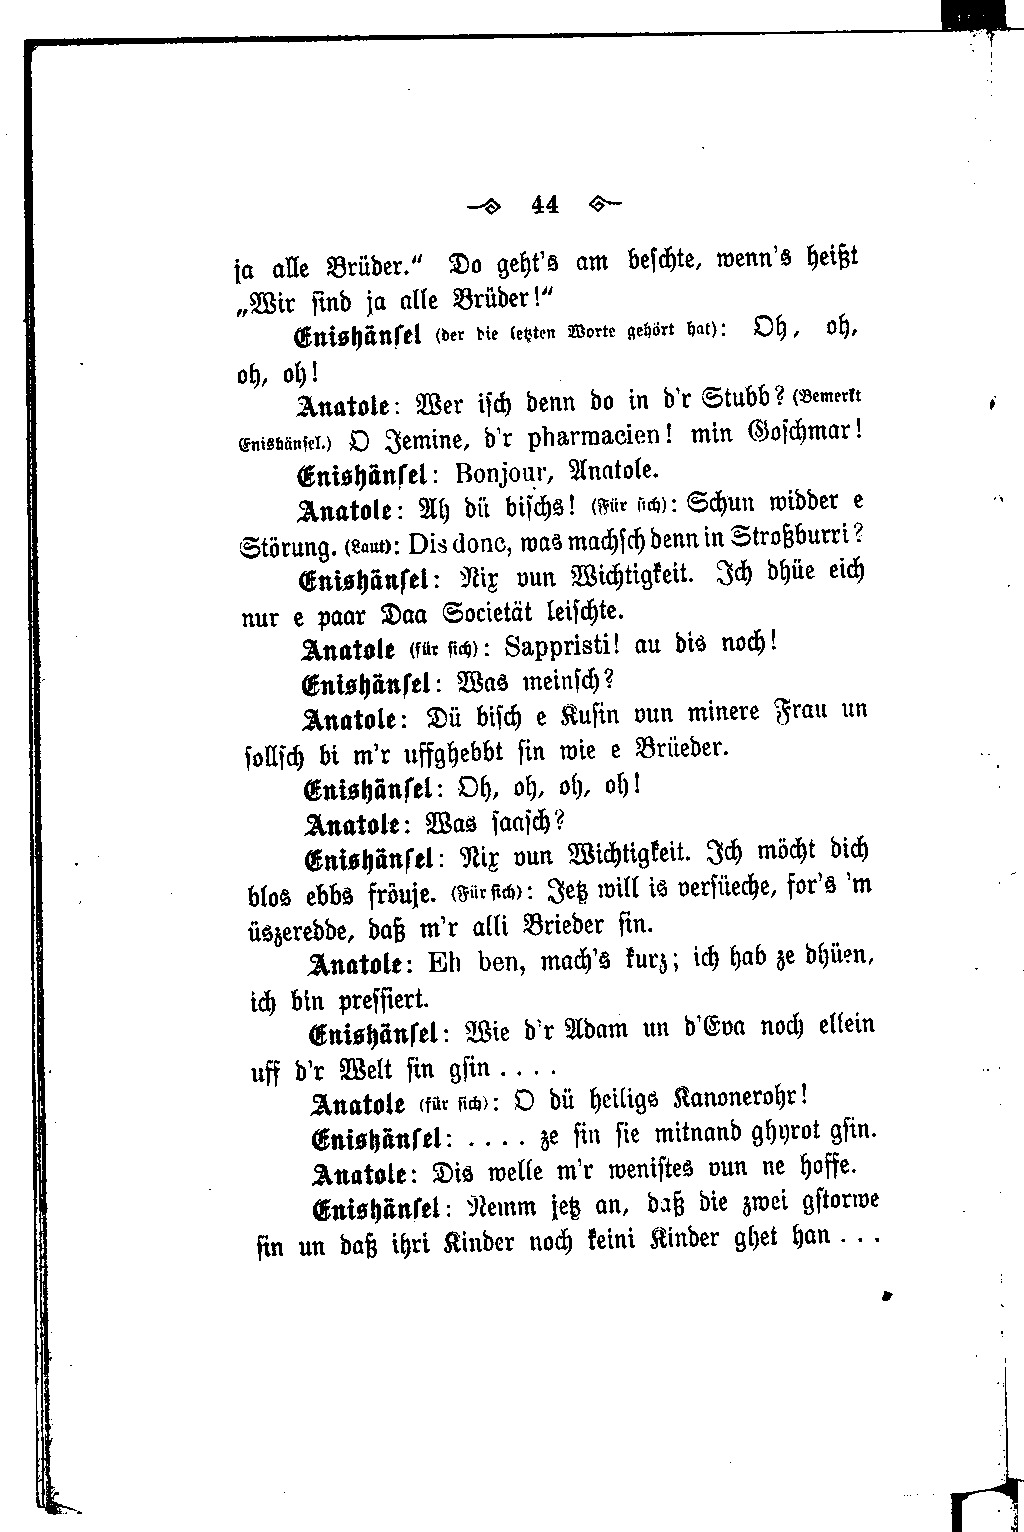 44
ja alle Brüder.“ Do geht's am beschte, wenn's heißt
„Wir sind ja alle Brüder!“
Enishänsel (der die letzten Worte gehört hat): Oh, oh,
oh, oh!
Anatole: Wer isch denn do in d'r Stubb? (Bemerkt
Enishänsel.) O Jemine, d'r pharmacien! min Goschmar!
Enishänsel: Bonjour, Anatole.
Anatole: Ah dü bischs! (Für sich): Schun widder e
Störung. (Laut): Dis donc, was machsch denn in Stroßburri?
Enishänsel: Nix vun Wichtigkeit. Ich dhüe eich
nur e paar Daa Societät leischte.
Anatole (für sich): Sappristi! au dis noch!
Enishänsel: Was meinsch?
Anatole: Dü bisch e Kusin vun minere Frau un
sollsch bi m'r uffghebbt sin wie e Brüeder.
Enishänsel: Oh, oh, oh, oh!
Anatole: Was saasch?
Enishänsel: Nix vun Wichtigkeit. Ich möcht dich
blos ebbs fröuje. (Für sich): Jetz will is versüeche, for's 'm
üszeredde, daß m'r alli Brieder sin.
Anatole: Eh ben, mach's kurz; ich hab ze dhüen,
ich bin pressiert.
Enishänsel: Wie d'r Adam un d'Eva noch ellein
uff d'r Welt sin gsin . . . .
Anatole (für sich): O dü heiligs Kanonerohr!
Enishänsel: . . . . ze sin sie mitnand ghyrot gsin.
Anatole: Dis welle m'r wenistes vun ne hoffe.
Enishänsel: Nemm jetz an, daß die zwei gstorwe
sin un daß ihri Kinder noch keini Kinder ghet han . . .